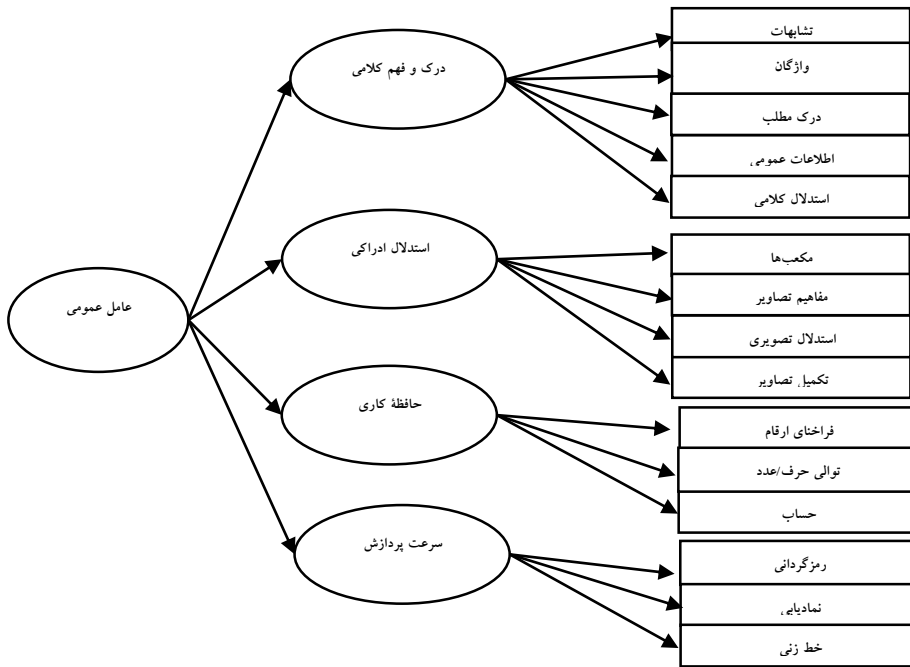 عامل عمومی
درک و فهم کلامی
تشابهات
واژگان
درک مطلب
اطلاعات عمومی
استدلال کلامی
استدلال ادراکی
مکعب‌ها
مفاهیم تصاویر
استدلال تصویری
تکمیل تصاویر
حافظهٔ کاری
فراخنای ارقام
توالی حرف/عدد
حساب
سرعت پردازش
رمزگردانی
نمادیابی
خط زنی